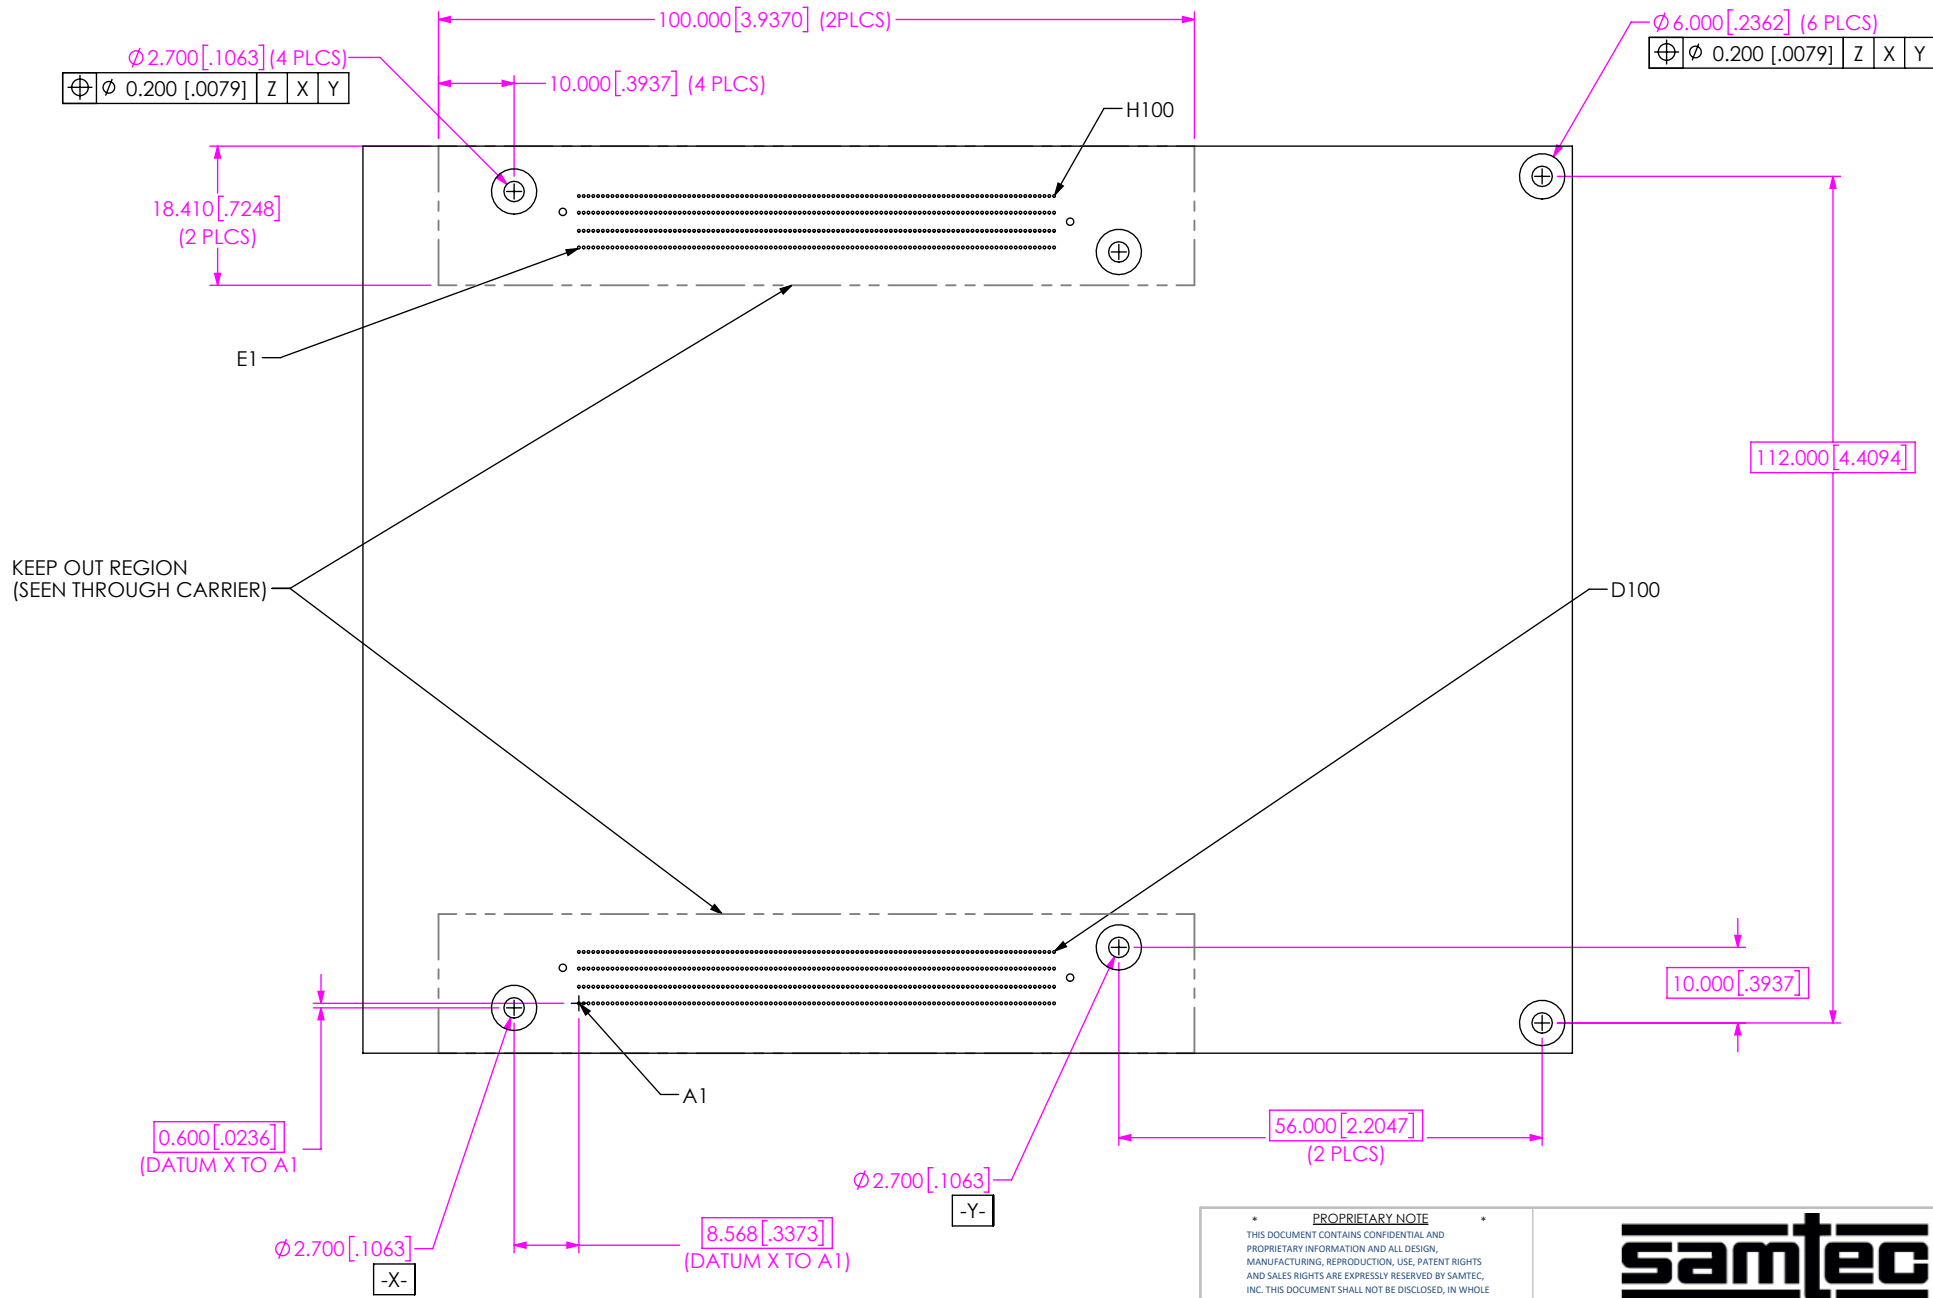 100.000[3.9370] (2PLCS)
Ø6.000[.2362] (6 PLCS)
⌖ Ø 0.200 [.0079] Z X Y
Ø2.700[.1063] (4 PLCS)
⌖ Ø 0.200 [.0079] Z X Y
10.000[.3937] (4 PLCS)
H100
18.410[.7248]
(2 PLCS)
E1
112.000[4.4094]
KEEP OUT REGION
(SEEN THROUGH CARRIER)
D100
10.000[.3937]
A1
0.600[.0236]
(DATUM X TO A1
56.000[2.2047]
(2 PLCS)
Ø2.700[.1063]
-Y-
8.568[.3373]
(DATUM X TO A1)
Ø2.700[.1063]
-X-
* PROPRIETARY NOTE *
THIS DOCUMENT CONTAINS CONFIDENTIAL AND
PROPRIETARY INFORMATION AND ALL DESIGN,
MANUFACTURING, REPRODUCTION, USE, PATENT RIGHTS
AND SALES RIGHTS ARE EXPRESSLY RESERVED BY SAMTEC,
INC. THIS DOCUMENT SHALL NOT BE DISCLOSED, IN WHOLE
samtec